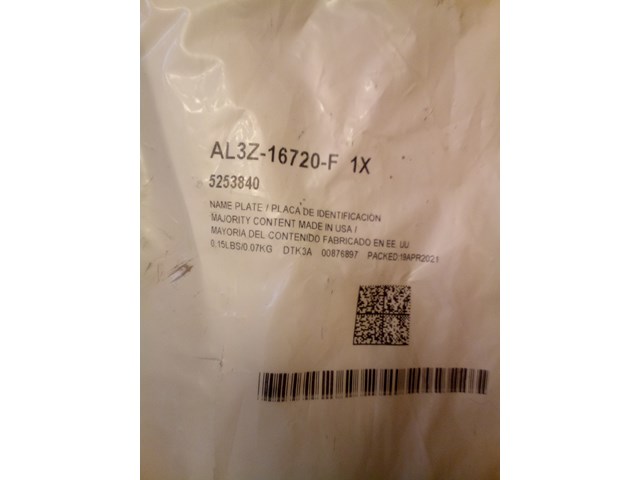 AL3Z-16720-F 1X
5253840
NAME PLATE / PLACA DE IDENTIFICACION
MAJORITY CONTENT MADE IN USA /
MAYORIA DEL CONTENIDO FABRICADO EN EE. UU.
0.15LBS/0.07KG DTK3A 00876897 PACKED:19APR2021